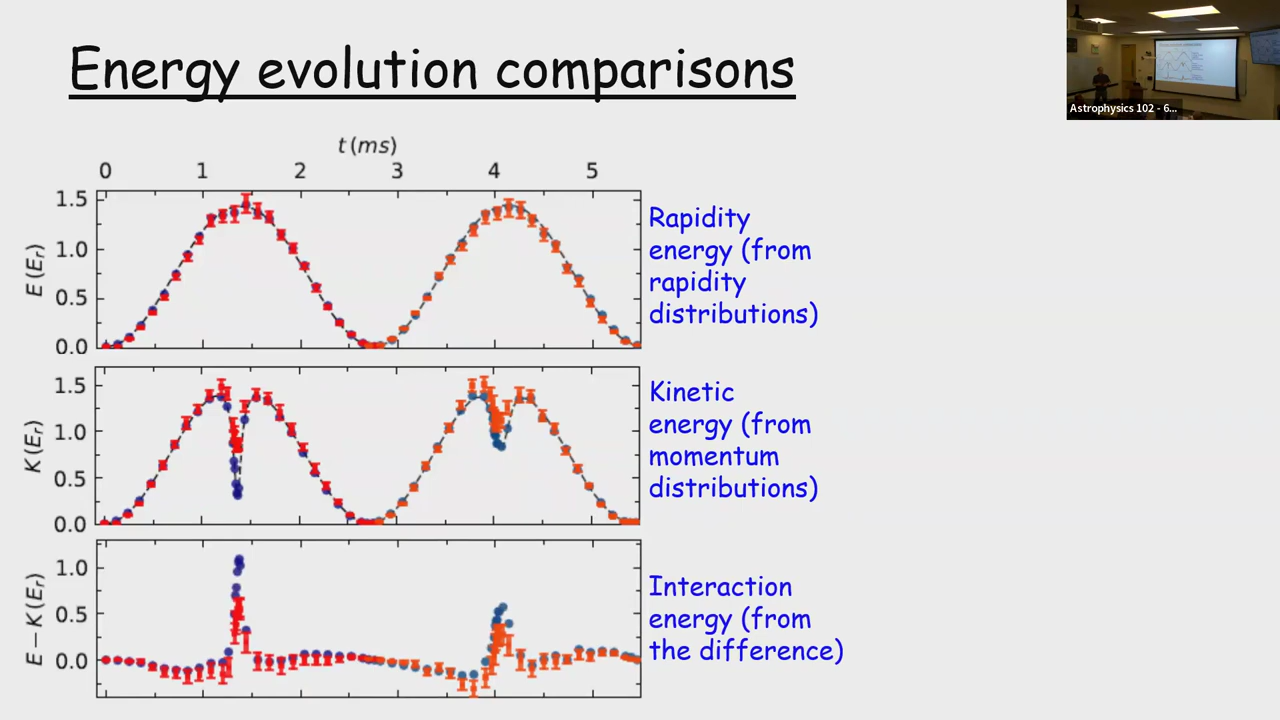 Energy evolution comparisons
Astrophysics 102 - 6...
t (ms)
0 1 2 3 4 5
1.5
1.0
0.5
0.0
E (Er)
Rapidity
energy (from
rapidity
distributions)
1.5
1.0
0.5
0.0
K (Er)
Kinetic
energy (from
momentum
distributions)
1.0
0.5
0.0
E − K (Er)
Interaction
energy (from
the difference)